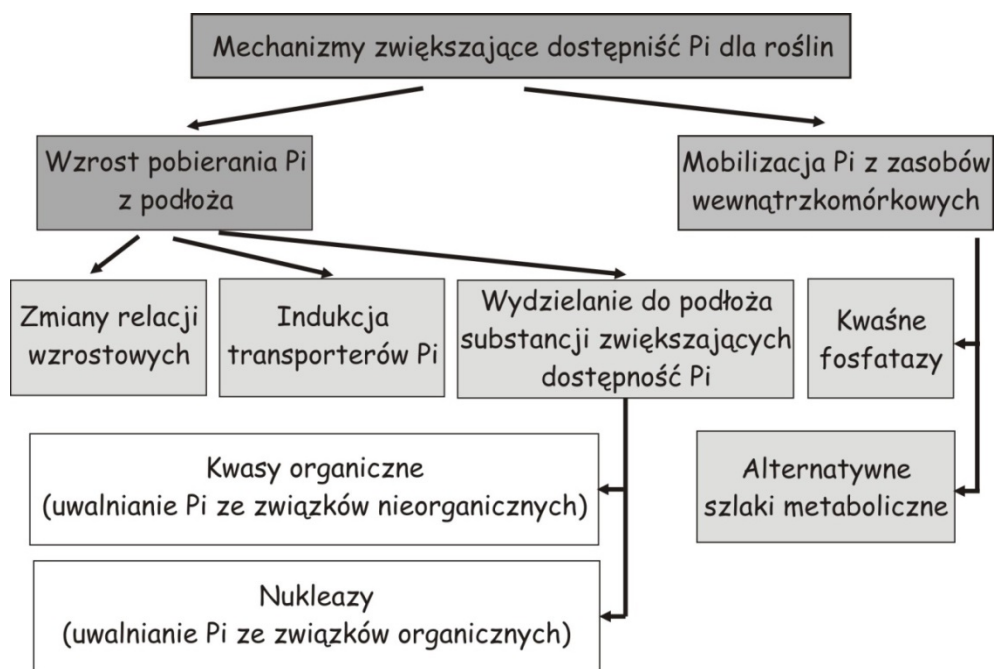 Mechanizmy zwiększające dostępniść Pi dla roślin
Wzrost pobierania Pi
z podłoża
Mobilizacja Pi z zasobów
wewnątrzkomórkowych
Zmiany relacji
wzrostowych
Indukcja
transporterów Pi
Wydzielanie do podłoża
substancji zwiększających
dostępność Pi
Kwaśne
fosfatazy
Kwasy organiczne
(uwalnianie Pi ze związków nieorganicznych)
Alternatywne
szlaki metaboliczne
Nukleazy
(uwalnianie Pi ze związków organicznych)